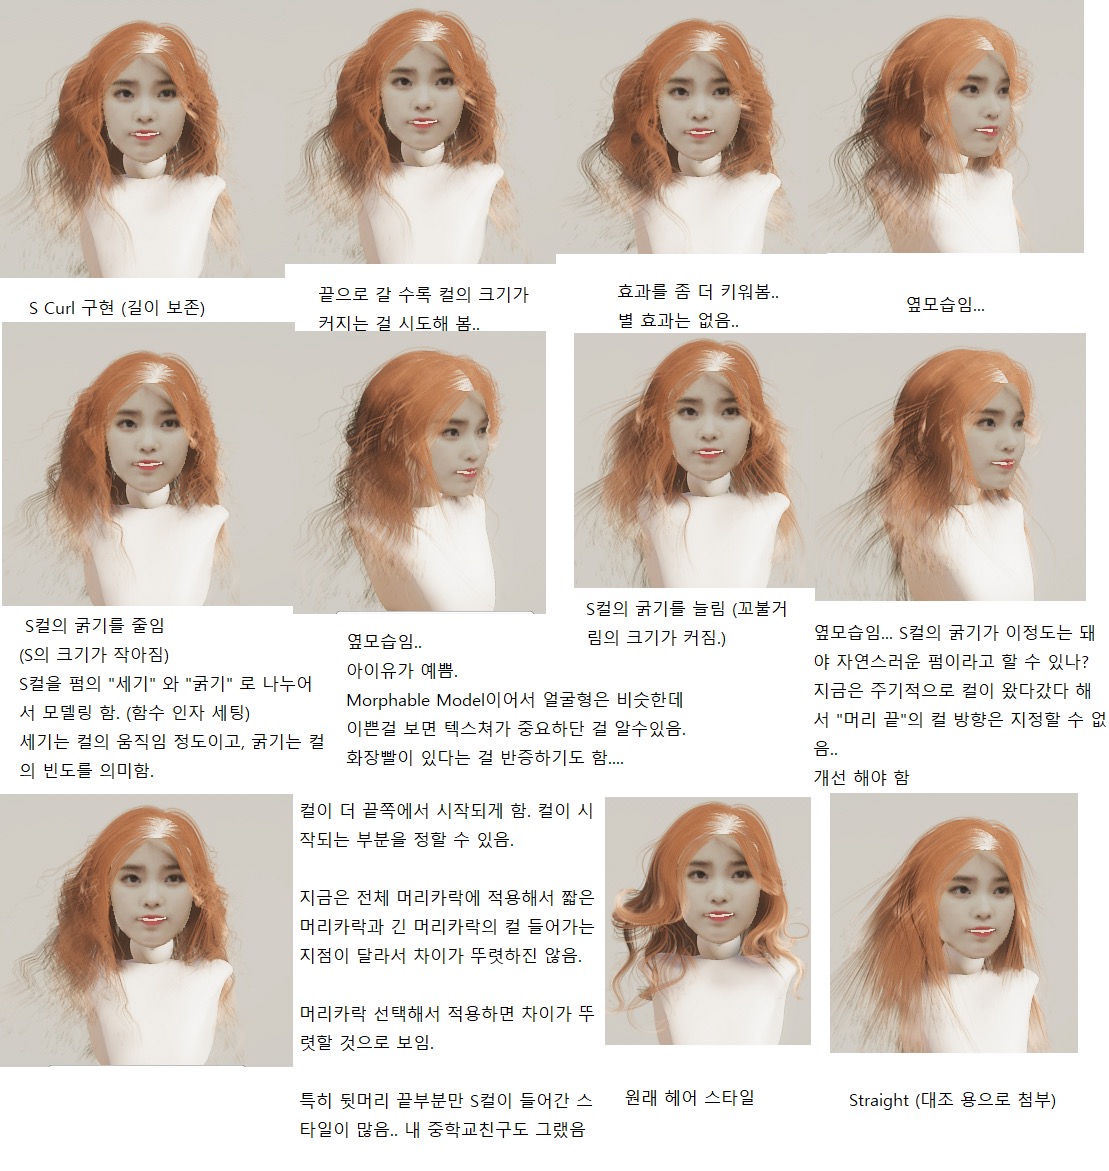 S Curl 구현 (길이 보존)
끝으로 갈 수록 컬의 크기가
커지는 걸 시도해 봄..
효과를 좀 더 키워봄..
별 효과는 없음..
옆모습임...
S컬의 굵기를 줄임
(S의 크기가 작아짐)
S컬을 펌의 "세기" 와 "굵기" 로 나누어
서 모델링 함. (함수 인자 세팅)
세기는 컬의 움직임 정도이고, 굵기는 컬
의 빈도를 의미함.
옆모습임..
아이유가 예쁨.
Morphable Model이어서 얼굴형은 비슷한데
이쁜걸 보면 텍스쳐가 중요하단 걸 알수있음.
화장빨이 있다는 걸 반증하기도 함....
S컬의 굵기를 늘림 (꼬불거
림의 크기가 커짐.)
옆모습임... S컬의 굵기가 이정도는 돼
야 자연스러운 펌이라고 할 수 있나?
지금은 주기적으로 컬이 왔다갔다 해
서 "머리 끝"의 컬 방향은 지정할 수 없
음..
개선 해야 함
컬이 더 끝쪽에서 시작되게 함. 컬이 시
작되는 부분을 정할 수 있음.
지금은 전체 머리카락에 적용해서 짧은
머리카락과 긴 머리카락의 컬 들어가는
지점이 달라서 차이가 뚜렷하진 않음.
머리카락 선택해서 적용하면 차이가 뚜
렷할 것으로 보임.
특히 뒷머리 끝부분만 S컬이 들어간 스
타일이 많음.. 내 중학교친구도 그랬음
원래 헤어 스타일
Straight (대조 용으로 첨부)